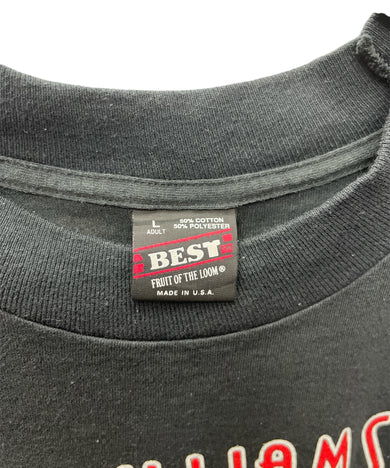 L 50% COTTON
ADULT 50% POLYESTER
BEST
FRUIT OF THE LOOM®
MADE IN U.S.A.